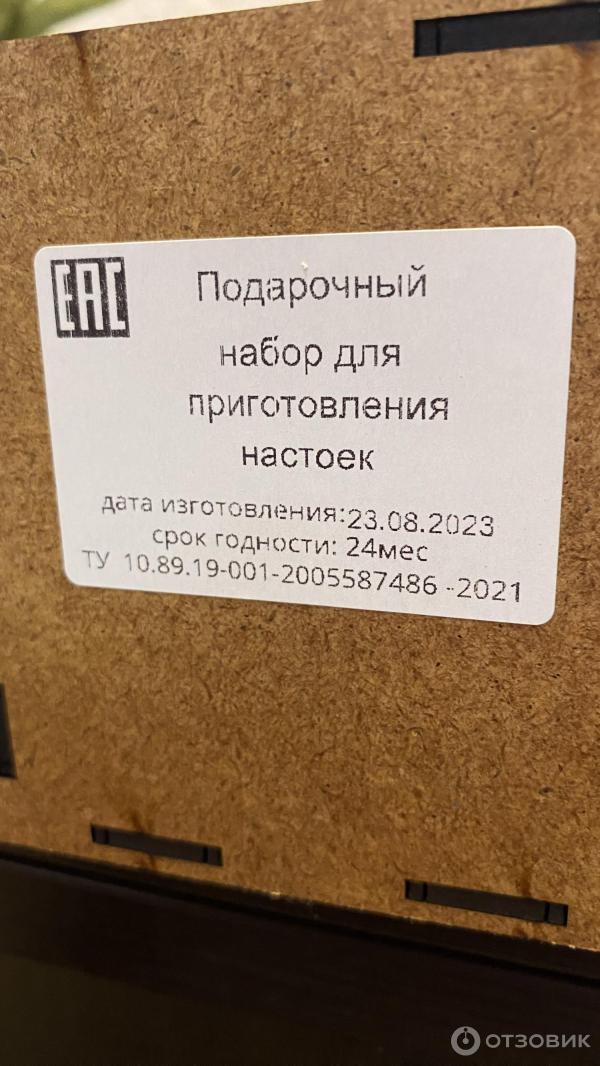 EAC
Подарочный
набор для
приготовления
настоек
дата изготовления:23.08.2023
срок годности: 24мес
ТУ 10.89.19-001-2005587486 -2021
ОТЗОВИК